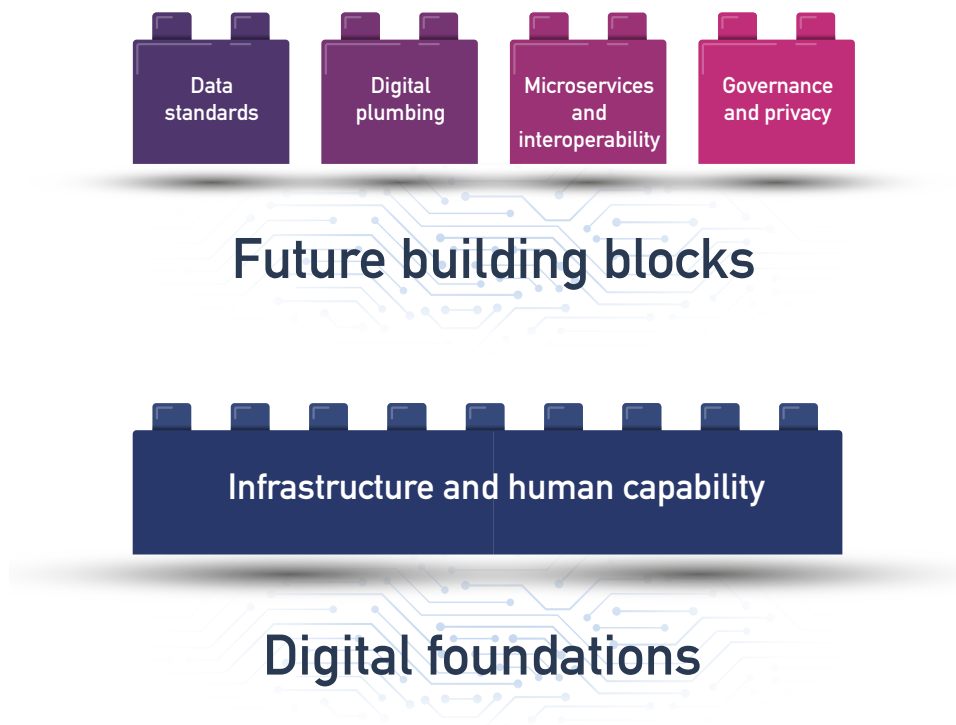 Data
standards
Digital
plumbing
Microservices
and
interoperability
Governance
and privacy
Future building blocks
Infrastructure and human capability
Digital foundations